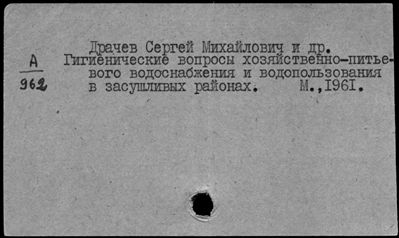 Драчев Сергей Михайлович и др.
А
962
Гигиенические вопросы хозяйственно-питье-
вого водоснабжения и водопользования
в засушливых районах. М.,1961.